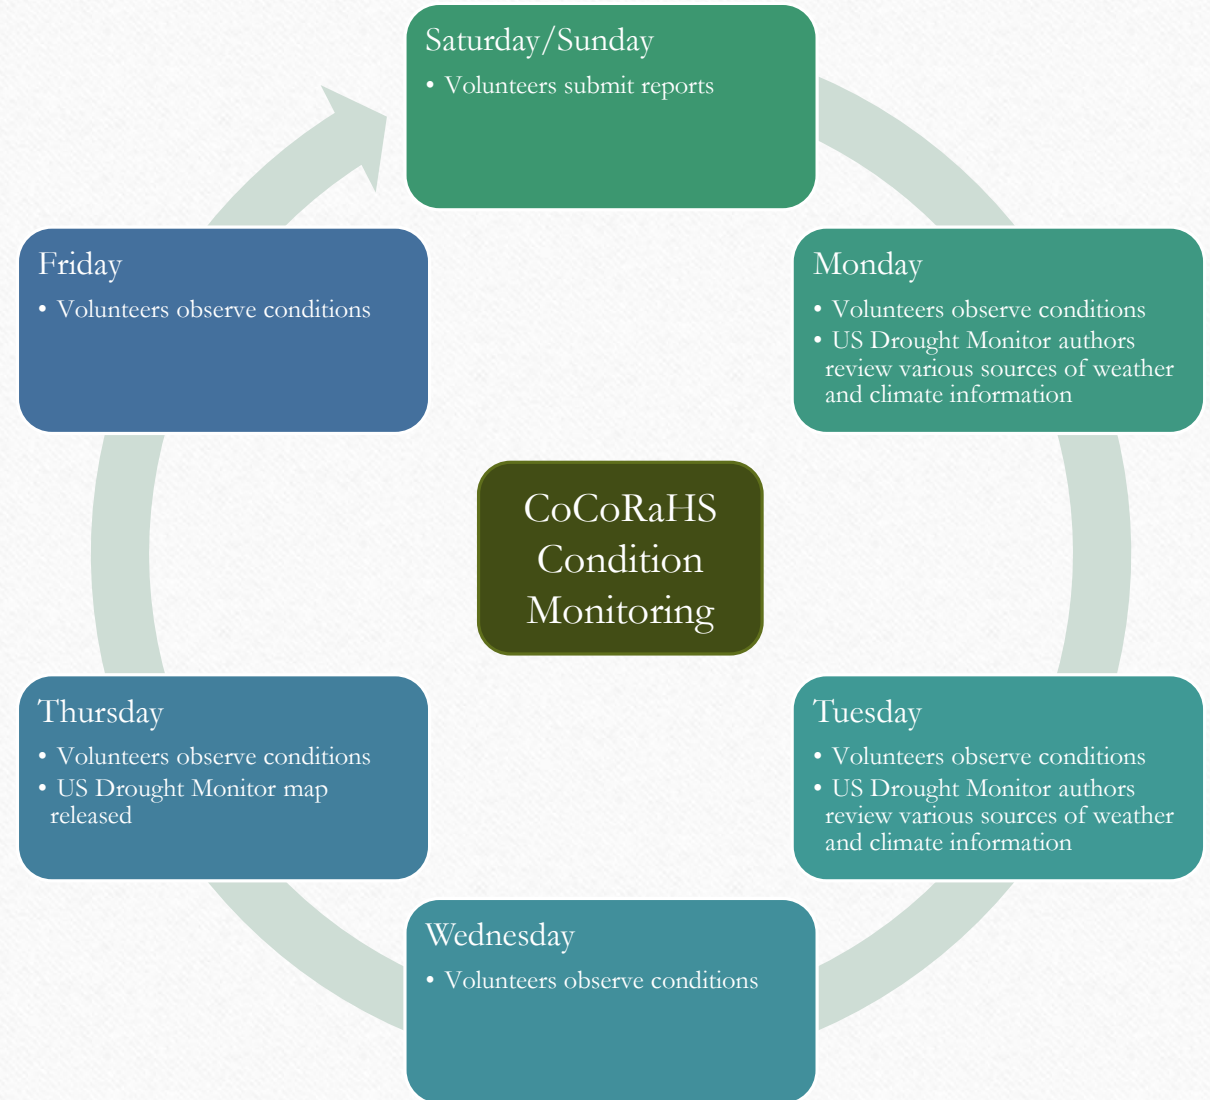 Saturday/Sunday
• Volunteers submit reports
Monday
• Volunteers observe conditions
• US Drought Monitor authors
review various sources of weather
and climate information
Tuesday
• Volunteers observe conditions
• US Drought Monitor authors
review various sources of weather
and climate information
Wednesday
• Volunteers observe conditions
Thursday
• Volunteers observe conditions
• US Drought Monitor map
released
Friday
• Volunteers observe conditions
CoCoRaHS
Condition
Monitoring